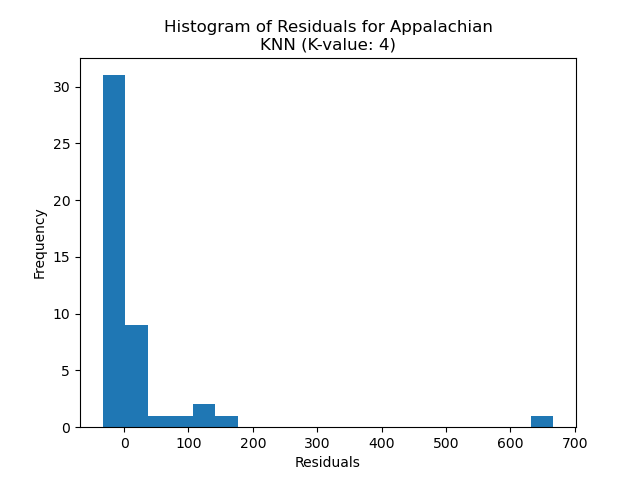 Histogram of Residuals for Appalachian
KNN (K-value: 4)
30
25
20
15
10
5
0
Frequency
0 100 200 300 400 500 600 700
Residuals